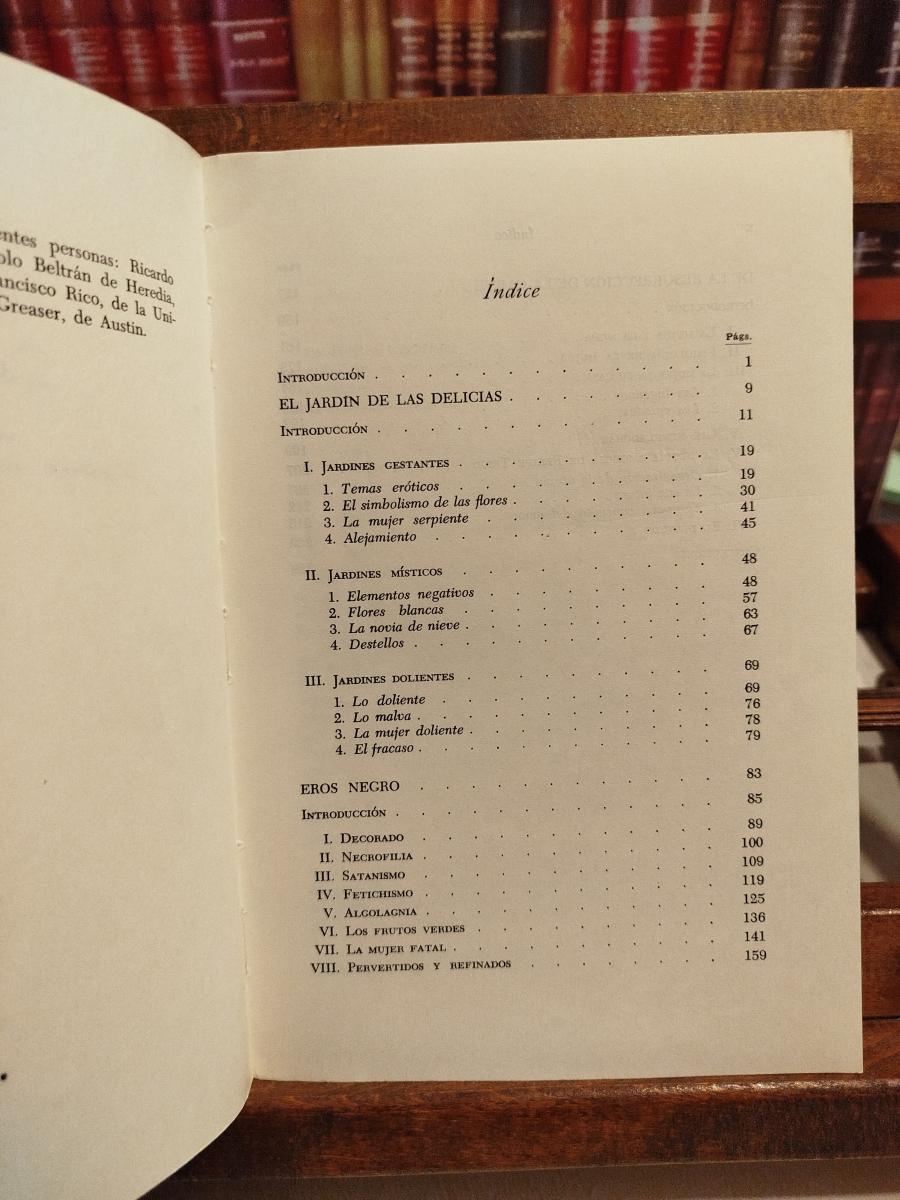 entes personas: Ricardo
Beltrán de Heredia,
Francisco Rico, de la Uni-
Greaser, de Austin.
Índice
Págs.
Introducción . . . . . . . . . . . . . 1
EL JARDÍN DE LAS DELICIAS . . . . . . . . 9
Introducción . . . . . . . . . . . . . 11
I. Jardines gestantes . . . . . . . . . . 19
1. Temas eróticos . . . . . . . . . . 19
2. El simbolismo de las flores . . . . . . . . 30
3. La mujer serpiente . . . . . . . . . 41
4. Alejamiento . . . . . . . . . . 45
II. Jardines místicos . . . . . . . . . . 48
1. Elementos negativos . . . . . . . . . 48
2. Flores blancas . . . . . . . . . . 57
3. La novia de nieve . . . . . . . . . . 63
4. Destellos . . . . . . . . . . . . 67
III. Jardines dolientes . . . . . . . . . . 69
1. Lo doliente . . . . . . . . . . . 69
2. Lo malva . . . . . . . . . . . . 76
3. La mujer doliente . . . . . . . . . . 78
4. El fracaso . . . . . . . . . . . . 79
EROS NEGRO . . . . . . . . . . . . 83
Introducción . . . . . . . . . . . . . 85
I. Decorado . . . . . . . . . . . . 89
II. Necrofilia . . . . . . . . . . . . 100
III. Satanismo . . . . . . . . . . . . 109
IV. Fetichismo . . . . . . . . . . . . 119
V. Algolagnia . . . . . . . . . . . . 125
VI. Los frutos verdes . . . . . . . . . . 136
VII. La mujer fatal . . . . . . . . . . . 141
VIII. Pervertidos y refinados . . . . . . . . 159